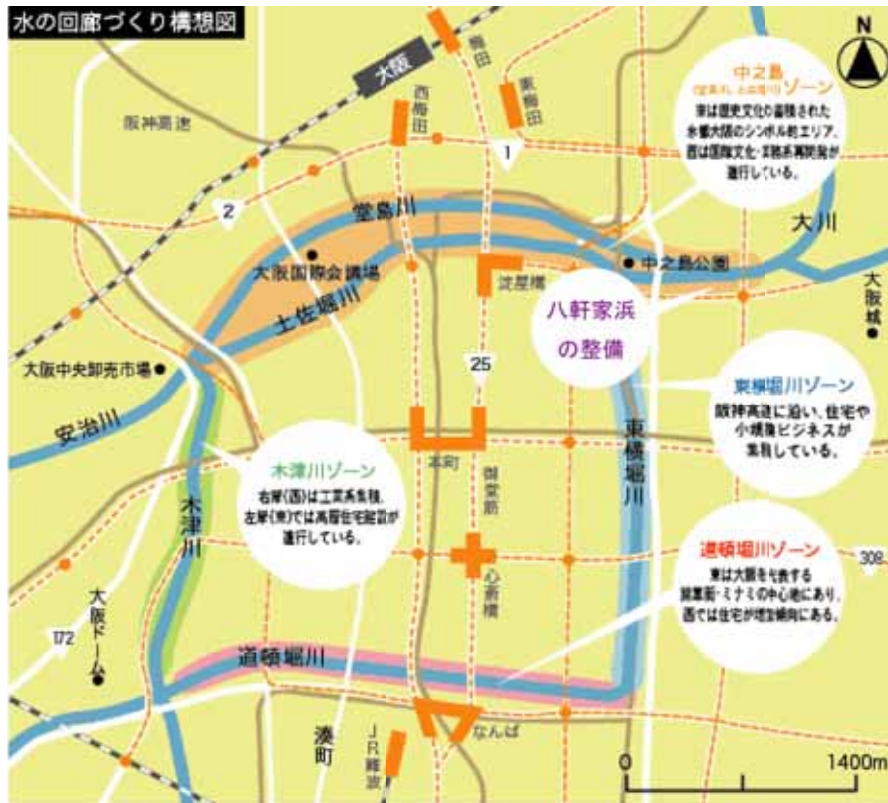 水の回廊づくり構想図
N
大阪
梅田
東梅田
西梅田
阪神高速
1
2
中之島
ゾーン
東は歴史文化の蓄積された
水都大阪のシンボル的エリア、
西は国際文化・業務系再開発が
進行している。
堂島川
大川
大阪国際会議場
中之島公園
土佐堀川
淀屋橋
大阪城
八軒家浜
の整備
大阪中央卸売市場
25
安治川
東横堀川ゾーン
阪神高速に沿い、住宅や
小規模ビジネスが
集積している。
東横堀川
本町
御堂筋
木津川ゾーン
右岸(西)は工業系集積、
左岸(東)では高層住宅建設が
進行している。
木津川
道頓堀川ゾーン
東は大阪を代表する
繁華街・ミナミの中心地にあり、
西では住宅が増加傾向にある。
心斎橋
308
大阪ドーム
172
道頓堀川
なんば
湊町
JR難波
0
1400m